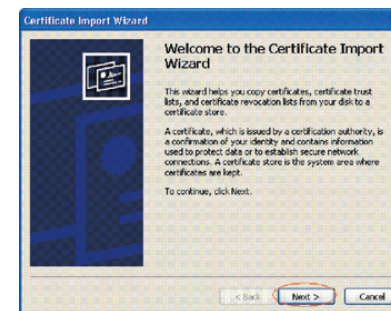 Certificate Import Wizard
Welcome to the Certificate Import
Wizard
This wizard helps you copy certificates, certificate trust
lists, and certificate revocation lists from your disk to a
certificate store.
A certificate, which is issued by a certification authority, is
a confirmation of your identity and contains information
used to protect data or to establish secure network
connections. A certificate store is the system area where
certificates are kept.
To continue, click Next.
< Back Next > Cancel